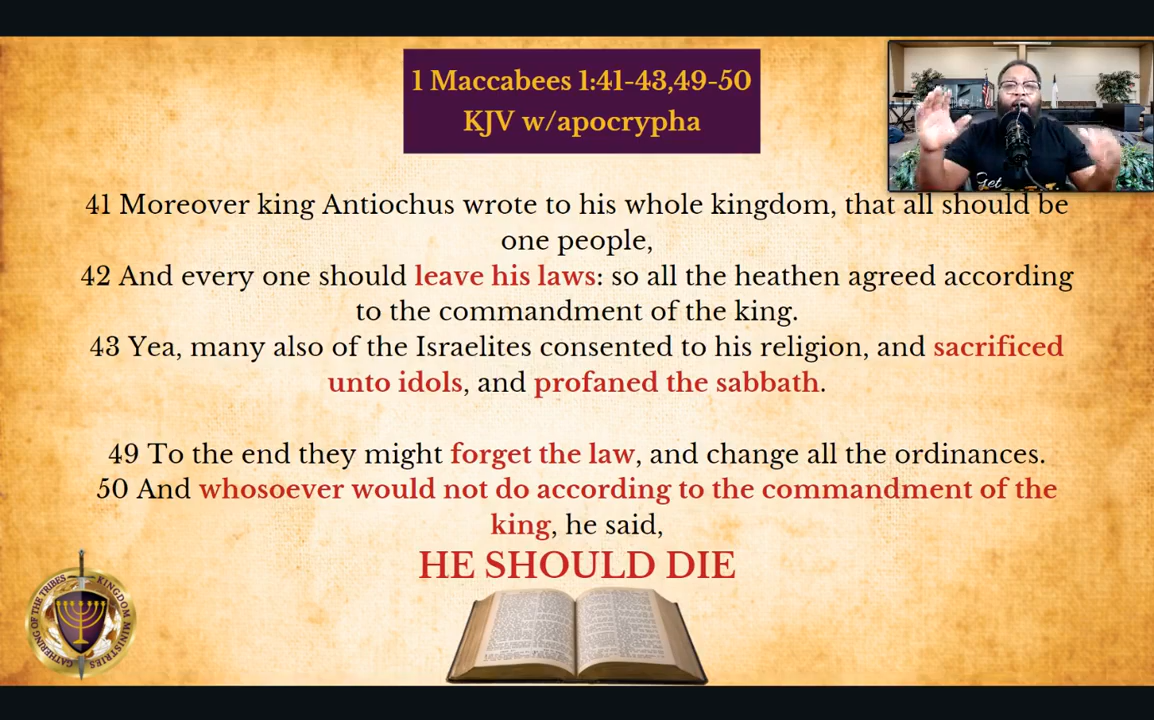 1 Maccabees 1:41-43,49-50
KJV w/apocrypha
Get
41 Moreover king Antiochus wrote to his whole kingdom, that all should be
one people,
42 And every one should leave his laws: so all the heathen agreed according
to the commandment of the king.
43 Yea, many also of the Israelites consented to his religion, and sacrificed
unto idols, and profaned the sabbath.
49 To the end they might forget the law, and change all the ordinances.
50 And whosoever would not do according to the commandment of the
king, he said,
HE SHOULD DIE
GATHERING OF THE TRIBES KINGDOM MINISTRIES